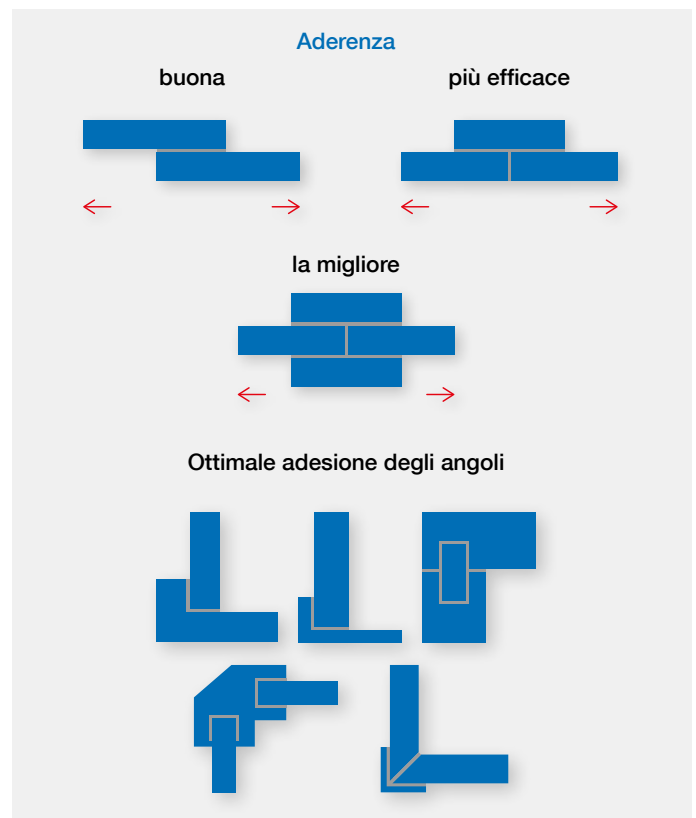 Aderenza
buona
più efficace
la migliore
Ottimale adesione degli angoli